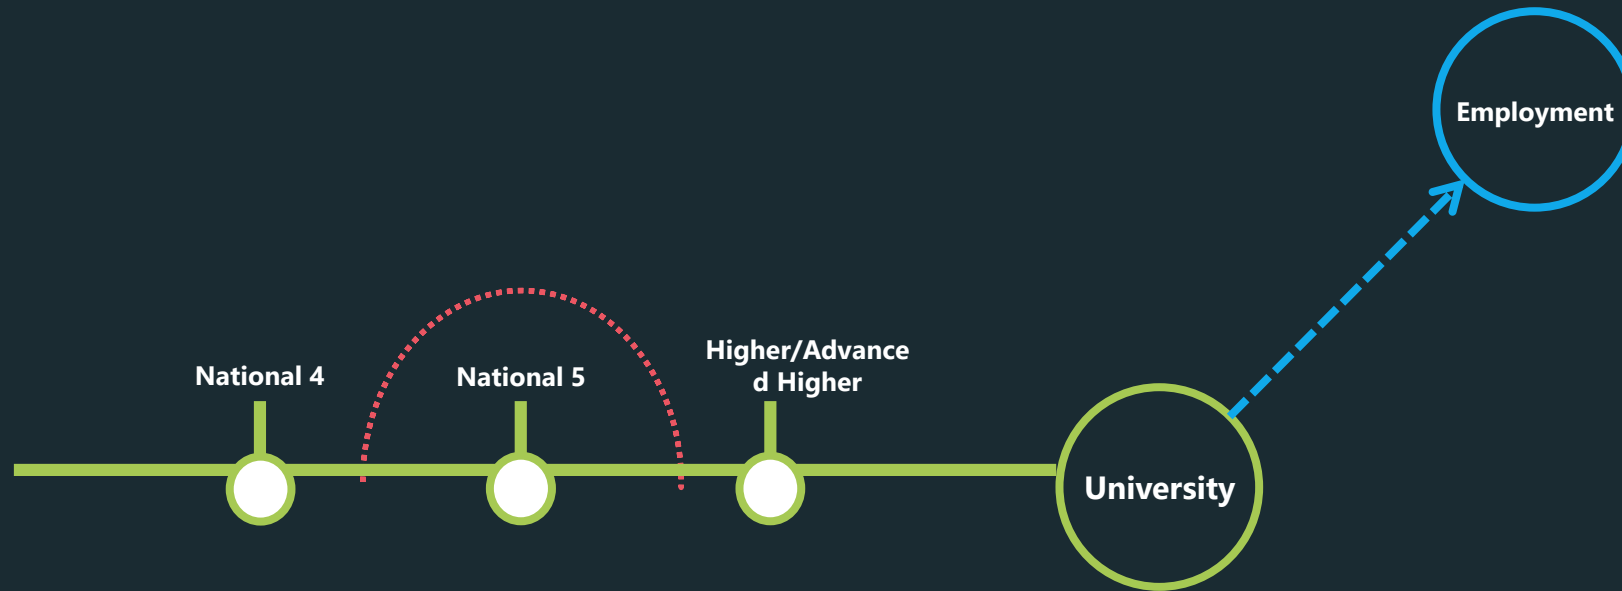 National 4
National 5
Higher/Advance
d Higher
University
Employment